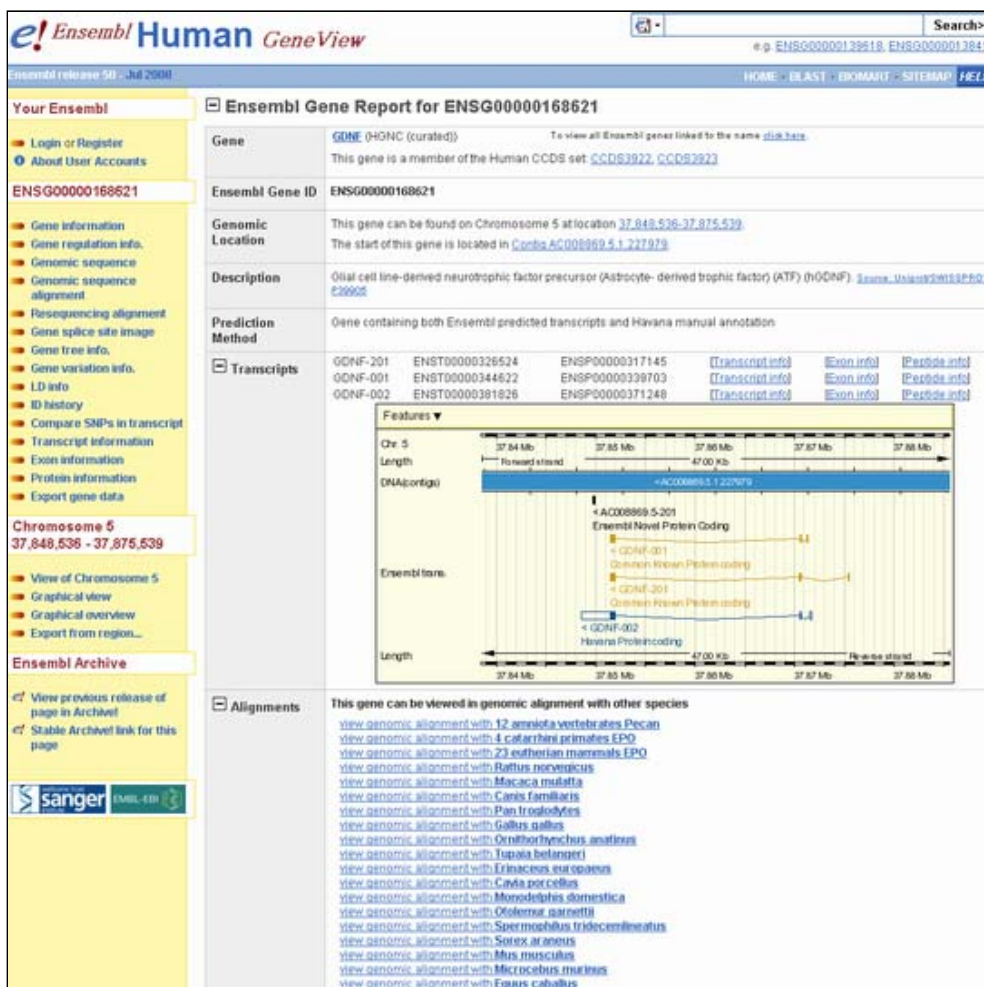 e! Ensembl Human GeneView
Search>
e.g. ENSG00000139618, ENSG000001384
Ensembl release 50 - Jul 2008
HOME · BLAST · BIOMART · SITEMAP HEL
Your Ensembl
Login or Register
About User Accounts
ENSG00000168621
Gene information
Gene regulation info.
Genomic sequence
Genomic sequence
alignment
Resequencing alignment
Gene splice site image
Gene tree info.
Gene variation info.
LD info
ID history
Compare SNPs in transcript
Transcript information
Exon information
Protein information
Export gene data
Chromosome 5
37,848,536 - 37,875,539
View of Chromosome 5
Graphical view
Graphical overview
Export from region...
Ensembl Archive
View previous release of
page in Archive!
Stable Archive! link for this
page
sanger EMBL-EBI
Ensembl Gene Report for ENSG00000168621
Gene
GDNF (HGNC (curated)) To view all Ensembl genes linked to the name click here.
This gene is a member of the Human CCDS set: CCDS3922, CCDS3923
Ensembl Gene ID ENSG00000168621
Genomic
Location
This gene can be found on Chromosome 5 at location 37,848,536-37,875,539.
The start of this gene is located in Contig AC008869.5.1.227979.
Description
Glial cell line-derived neurotrophic factor precursor (Astrocyte- derived trophic factor) (ATF) (hGDNF). Source: Uniprot/SWISSPRO
P39905
Prediction
Method
Gene containing both Ensembl predicted transcripts and Havana manual annotation
Transcripts
GDNF-201 ENST00000326524 ENSP00000317145 [Transcript info] [Exon info] [Peptide info]
GDNF-001 ENST00000344622 ENSP00000339703 [Transcript info] [Exon info] [Peptide info]
GDNF-002 ENST00000381826 ENSP00000371248 [Transcript info] [Exon info] [Peptide info]
Features ▼
Chr. 5 37.84 Mb 37.85 Mb 37.86 Mb 37.87 Mb 37.88 Mb
Length Forward strand 47.00 Kb
DNA(contigs) <AC008869.5.1.227979
< AC008869.5-201
Ensembl Novel Protein Coding
< GDNF-001
Common Known Protein coding
Ensembl trans.
< GDNF-201
Common Known Protein coding
< GDNF-002
Havana Protein coding
Length 47.00 Kb Reverse strand
37.84 Mb 37.85 Mb 37.86 Mb 37.87 Mb 37.88 Mb
Alignments
This gene can be viewed in genomic alignment with other species
view genomic alignment with 12 amniota vertebrates Pecan
view genomic alignment with 4 catarrhini primates EPO
view genomic alignment with 23 eutherian mammals EPO
view genomic alignment with Rattus norvegicus
view genomic alignment with Macaca mulatta
view genomic alignment with Canis familiaris
view genomic alignment with Pan troglodytes
view genomic alignment with Gallus gallus
view genomic alignment with Ornithorhynchus anatinus
view genomic alignment with Tupaia belangeri
view genomic alignment with Erinaceus europaeus
view genomic alignment with Cavia porcellus
view genomic alignment with Monodelphis domestica
view genomic alignment with Otolemur garnettii
view genomic alignment with Spermophilus tridecemlineatus
view genomic alignment with Sorex araneus
view genomic alignment with Mus musculus
view genomic alignment with Microcebus murinus
view genomic alignment with Equus caballus